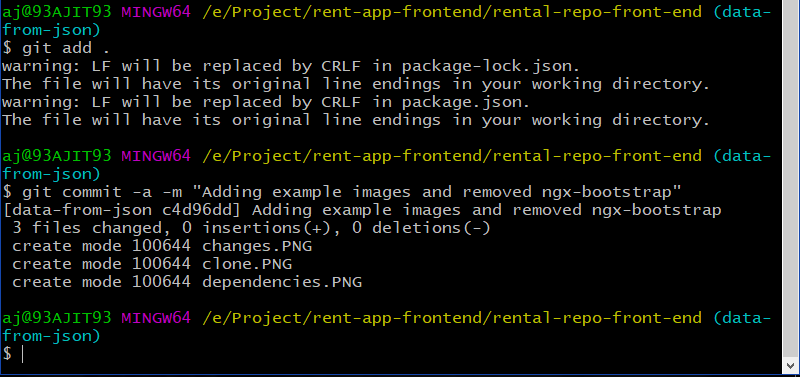 aj@93AJIT93 MINGW64 /e/Project/rent-app-frontend/rental-repo-front-end (data-
from-json)
$ git add .
warning: LF will be replaced by CRLF in package-lock.json.
The file will have its original line endings in your working directory.
warning: LF will be replaced by CRLF in package.json.
The file will have its original line endings in your working directory.
aj@93AJIT93 MINGW64 /e/Project/rent-app-frontend/rental-repo-front-end (data-
from-json)
$ git commit -a -m "Adding example images and removed ngx-bootstrap"
[data-from-json c4d96dd] Adding example images and removed ngx-bootstrap
 3 files changed, 0 insertions(+), 0 deletions(-)
 create mode 100644 changes.PNG
 create mode 100644 clone.PNG
 create mode 100644 dependencies.PNG
aj@93AJIT93 MINGW64 /e/Project/rent-app-frontend/rental-repo-front-end (data-
from-json)
$